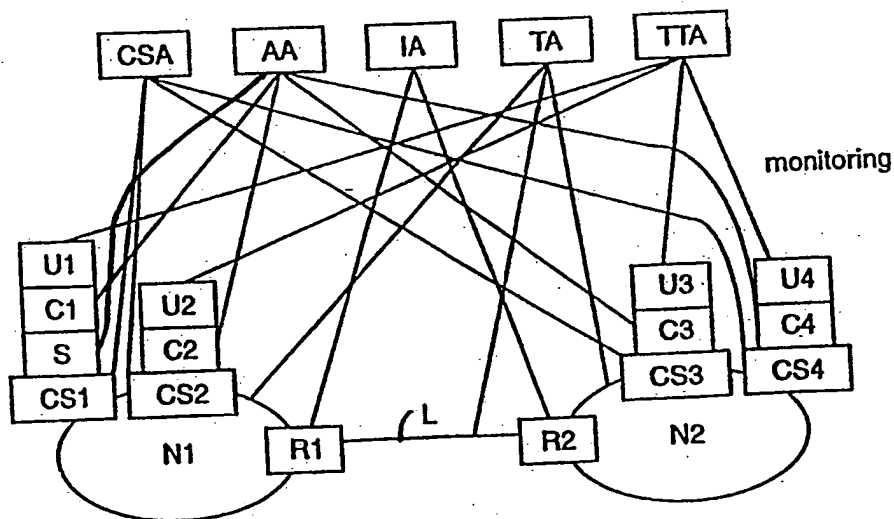 CSA AA IA TA TTA
monitoring
U1
C1
S
CS1
U2
C2
CS2
U3
C3
CS3
U4
C4
CS4
N1
R1
L
R2
N2